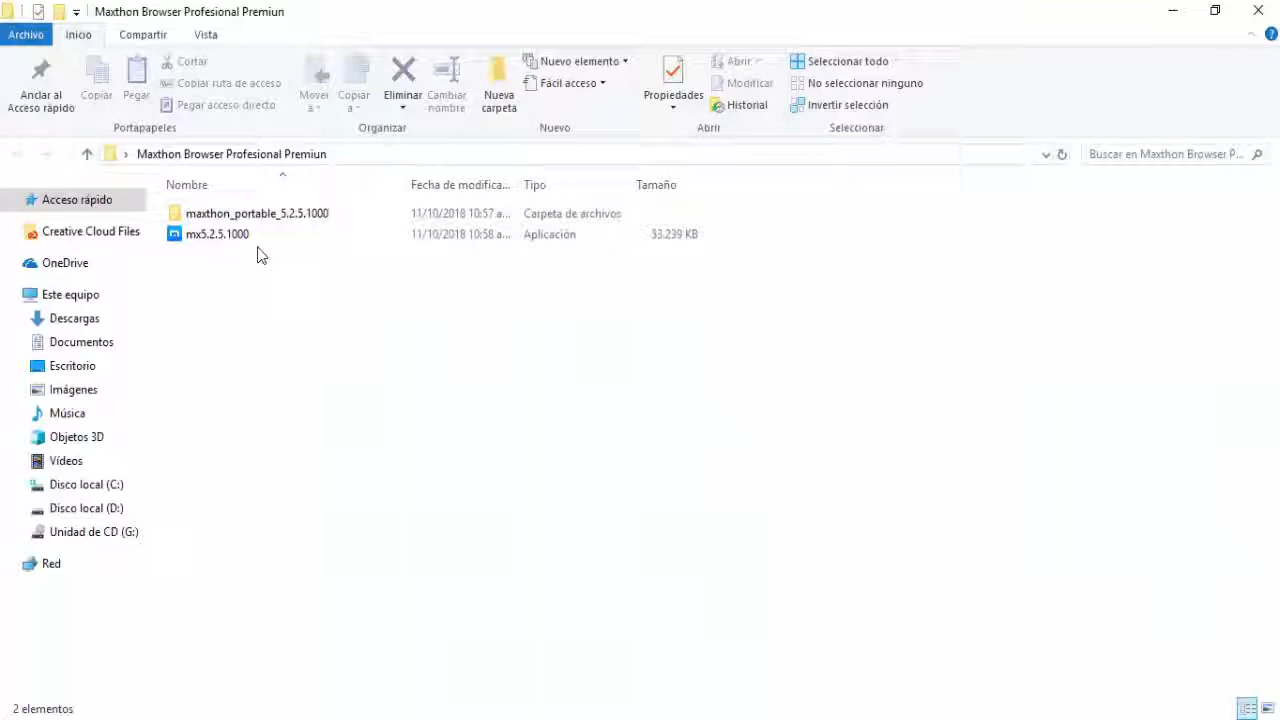 Maxthon Browser Profesional Premiun
Archivo Inicio Compartir Vista
Anclar al Acceso rápido
Copiar
Pegar
Cortar
Copiar ruta de acceso
Pegar acceso directo
Portapapeles
Mover a
Copiar a
Eliminar
Cambiar nombre
Organizar
Nueva carpeta
Nuevo elemento
Fácil acceso
Nuevo
Propiedades
Abrir
Modificar
Historial
Abrir
Seleccionar todo
No seleccionar ninguno
Invertir selección
Seleccionar
Maxthon Browser Profesional Premiun
Buscar en Maxthon Browser P...
Nombre Fecha de modifica... Tipo Tamaño
maxthon_portable_5.2.5.1000 11/10/2018 10:57 a... Carpeta de archivos
mx5.2.5.1000 11/10/2018 10:58 a... Aplicación 53.239 KB
Acceso rápido
Creative Cloud Files
OneDrive
Este equipo
Descargas
Documentos
Escritorio
Imágenes
Música
Objetos 3D
Vídeos
Disco local (C:)
Disco local (D:)
Unidad de CD (G:)
Red
2 elementos